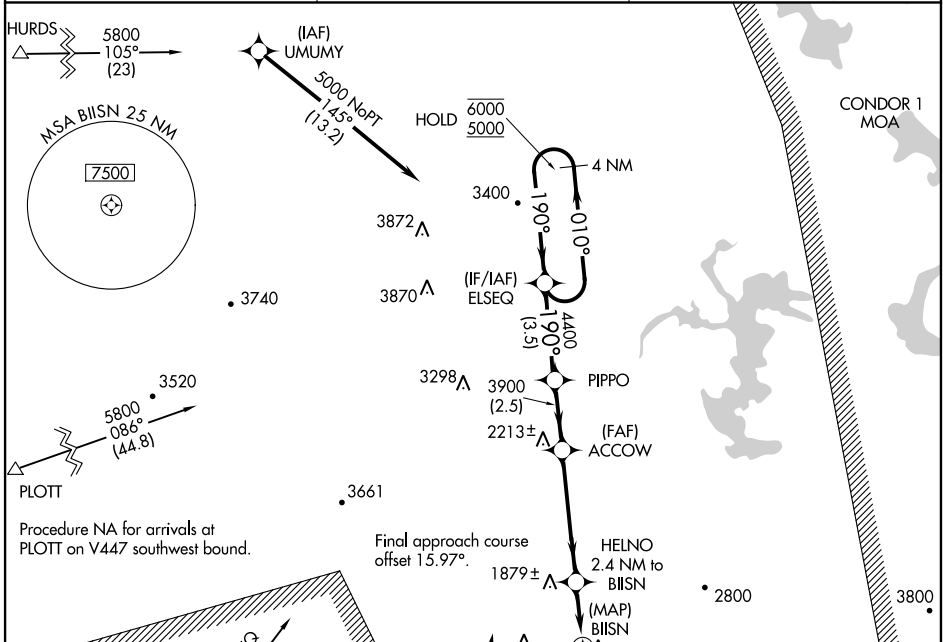 HURDS
5800
105°
(23)
(IAF)
UMUMY
5000 NoPT
145°
(13.2)
HOLD
6000
5000
4 NM
CONDOR 1
MOA
MSA BIISN 25 NM
7500
3400
190°
010°
3872
(IF/IAF)
ELSEQ
3870
3740
4400
190°
(3.5)
3298
3900
(2.5)
PIPPO
3520
5800
086°
(44.8)
2213±
(FAF)
ACCOW
PLOTT
3661
Procedure NA for arrivals at
PLOTT on V447 southwest bound.
Final approach course
offset 15.97°.
HELNO
2.4 NM to
BIISN
1879±
2800
3800
(MAP)
BIISN